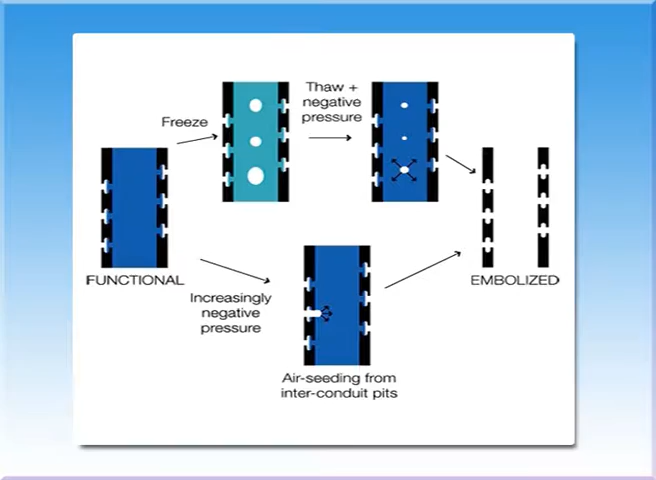 Freeze
Thaw +
negative
pressure
FUNCTIONAL
EMBOLIZED
Increasingly
negative
pressure
Air-seeding from
inter-conduit pits